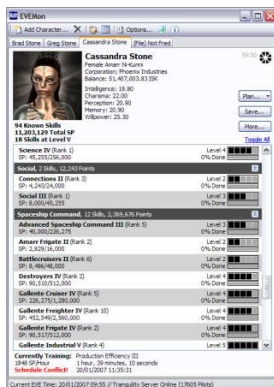 EVEMon
Add Character... Options...
Brad Stone Greg Stone Cassandra Stone (File) Not Fred
Cassandra Stone
Female Amarr Ni-Kunni
Corporation: Phoenix Industries
Balance: 51,407,003.83 ISK
Intelligence: 19.80
Charisma: 22.00
Perception: 20.90
Memory: 20.90
Willpower: 25.30
Plan...
Save...
More...
94 Known Skills
11,203,129 Total SP
18 Skills at Level V
Toggle All
Science IV (Rank 1) Level 4
SP: 45,255/256,000 0% Done
Social, 2 Skills, 12,243 Points
Connections II (Rank 3) Level 2
SP: 4,243/24,000 0% Done
Social III (Rank 1) Level 3
SP: 8,000/45,255 0% Done
Spaceship Command, 12 Skills, 2,369,676 Points
Advanced Spaceship Command III (Rank 5) Level 3
SP: 40,000/226,275 0% Done
Amarr Frigate II (Rank 2) Level 2
SP: 2,829/16,000 0% Done
Battlecruisers II (Rank 6) Level 2
SP: 8,486/48,000 0% Done
Destroyers IV (Rank 2) Level 4
SP: 90,510/512,000 0% Done
Gallente Cruiser IV (Rank 5) Level 4
SP: 226,275/1,280,000 0% Done
Gallente Freighter IV (Rank 10) Level 4
SP: 452,549/2,560,000 0% Done
Gallente Frigate IV (Rank 2) Level 4
SP: 90,517/512,000 0% Done
Gallente Industrial V (Rank 4) Level 5
Currently Training: Production Efficiency II
1848 SP/Hour 1 hour, 39 minutes, 10 seconds
Schedule Conflict! 20/01/2007 11:35:31
Current EVE Time: 20/01/2007 09:55 // Tranquility Server Online (17605 Pilots)